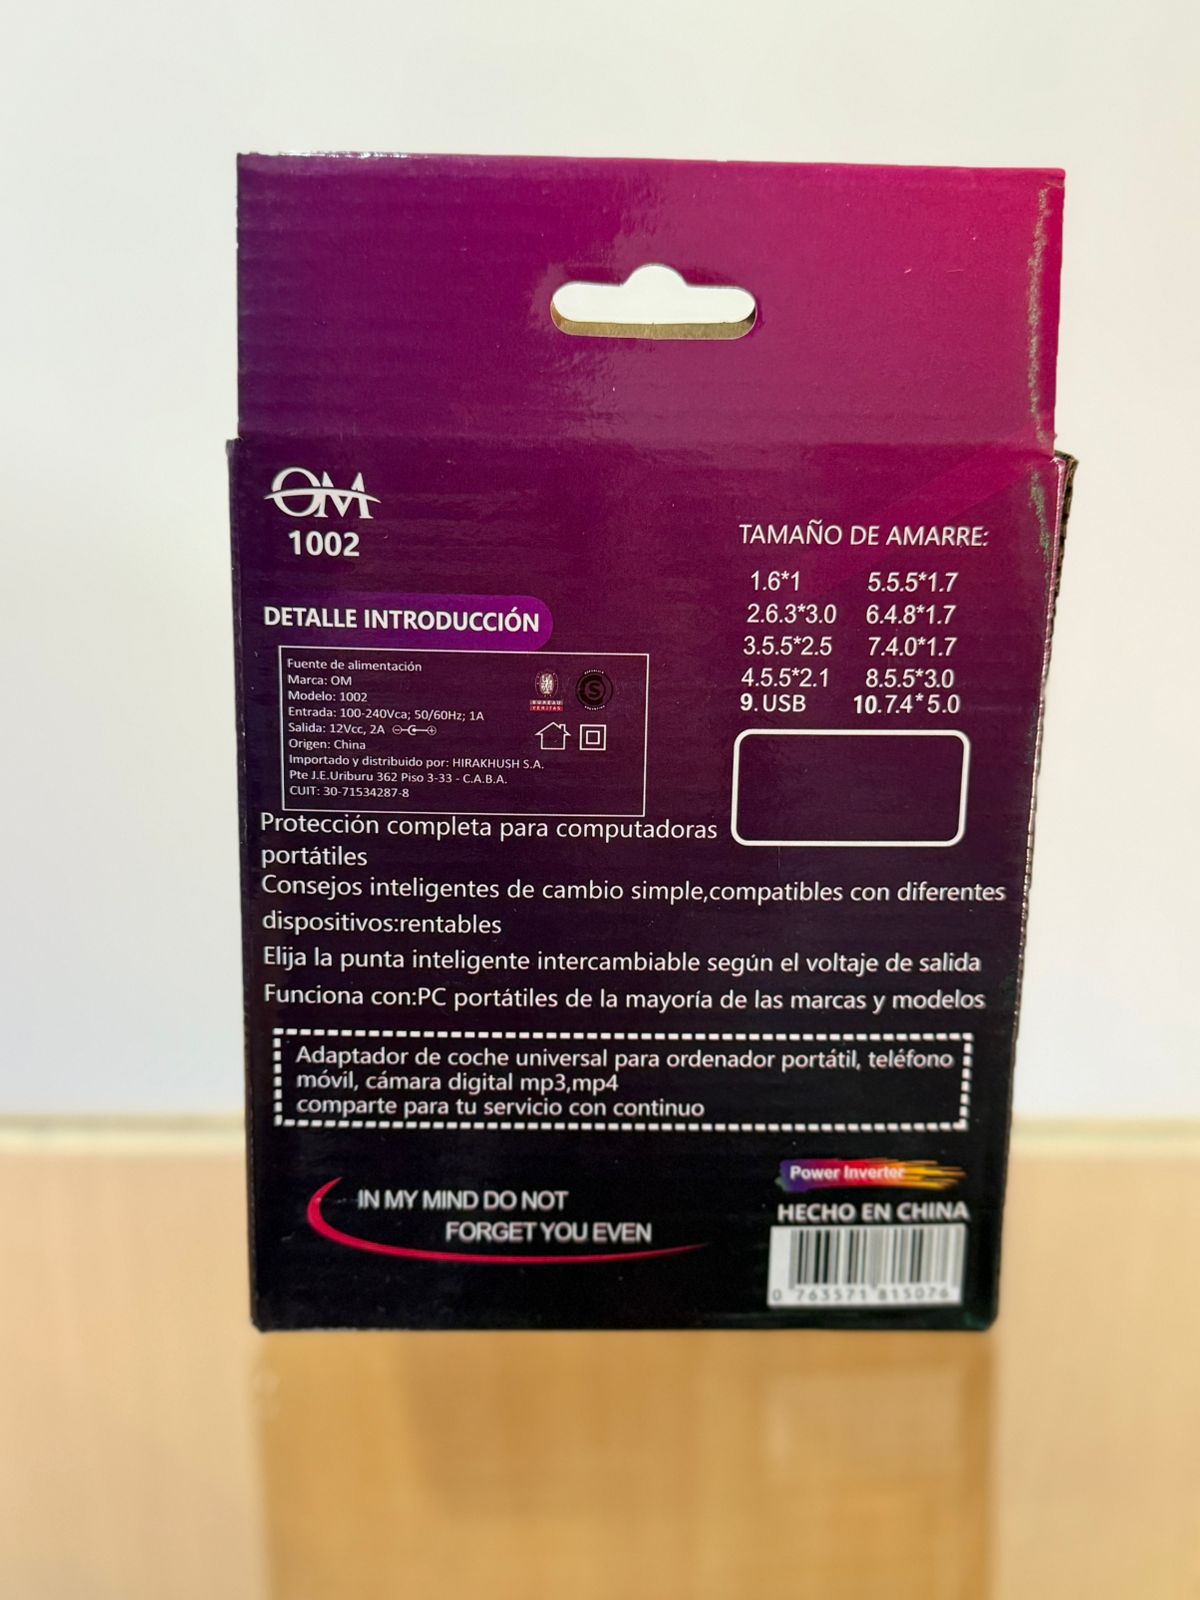 OM
1002
DETALLE INTRODUCCIÓN
Fuente de alimentación
Marca: OM
Modelo: 1002
Entrada: 100-240Vca; 50/60Hz; 1A
Salida: 12Vcc, 2A
Origen: China
Importado y distribuido por: HIRAKHUSH S.A.
Pte J.E.Uriburu 362 Piso 3-33 - C.A.B.A.
CUIT: 30-71534287-8
BUREAU
VERITAS
S
TAMAÑO DE AMARRE:
1.6*1 5.5.5*1.7
2.6.3*3.0 6.4.8*1.7
3.5.5*2.5 7.4.0*1.7
4.5.5*2.1 8.5.5*3.0
9.USB 10.7.4*5.0
Protección completa para computadoras
portátiles
Consejos inteligentes de cambio simple,compatibles con diferentes
dispositivos:rentables
Elija la punta inteligente intercambiable según el voltaje de salida
Funciona con:PC portátiles de la mayoría de las marcas y modelos
Adaptador de coche universal para ordenador portátil, teléfono
móvil, cámara digital mp3,mp4
comparte para tu servicio con continuo
IN MY MIND DO NOT
FORGET YOU EVEN
Power Inverter
HECHO EN CHINA
0 763571 815076